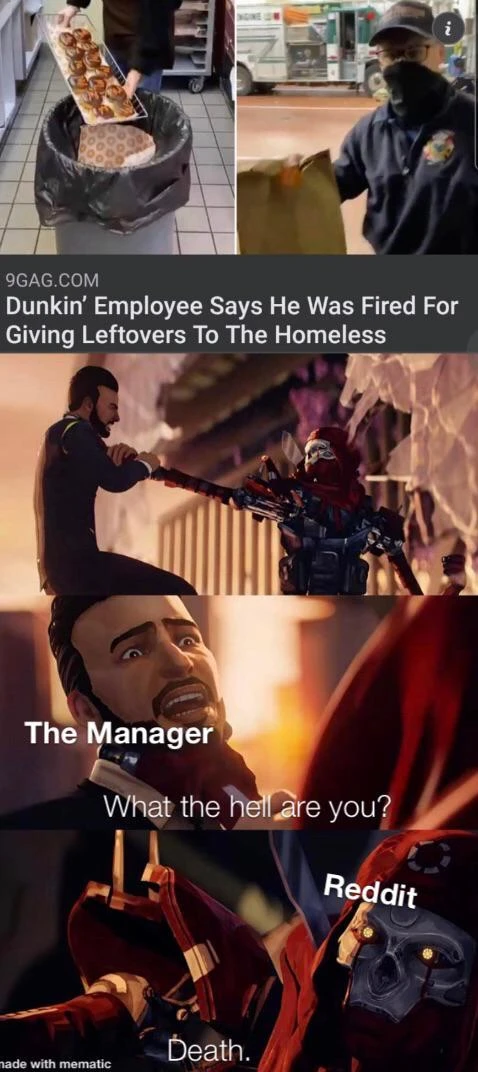 ENGINE
i
9GAG.COM
Dunkin’ Employee Says He Was Fired For
Giving Leftovers To The Homeless
The Manager
What the hell are you?
Reddit
Death.
made with mematic